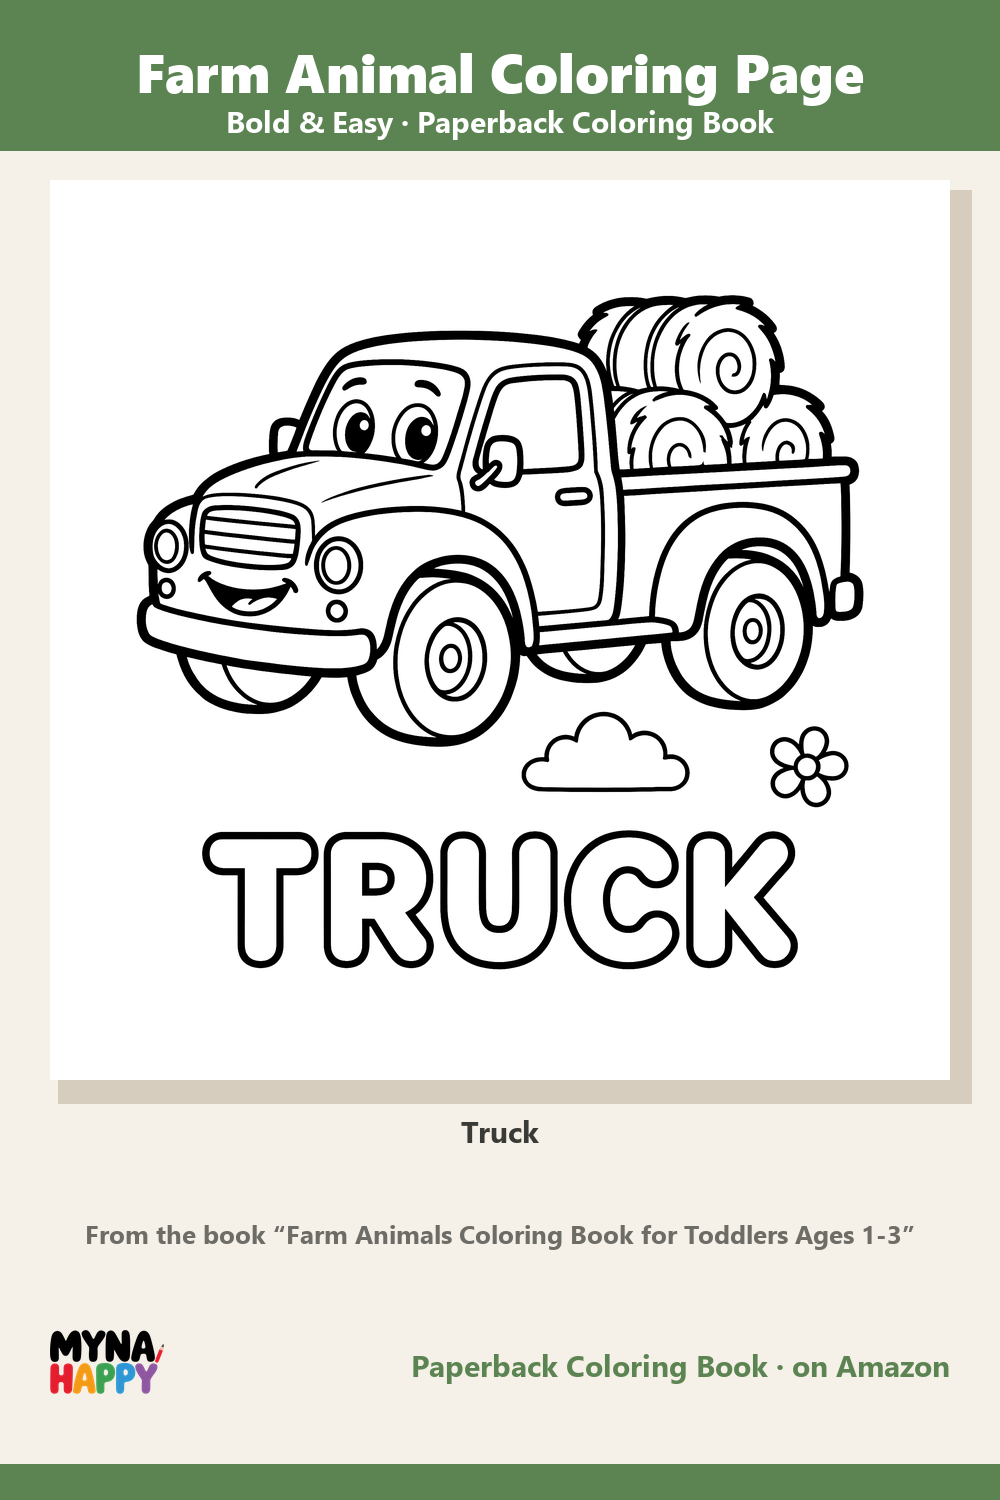 Farm Animal Coloring Page
Bold & Easy · Paperback Coloring Book
TRUCK
Truck
From the book “Farm Animals Coloring Book for Toddlers Ages 1-3”
MYNA
HAPPY
Paperback Coloring Book · on Amazon